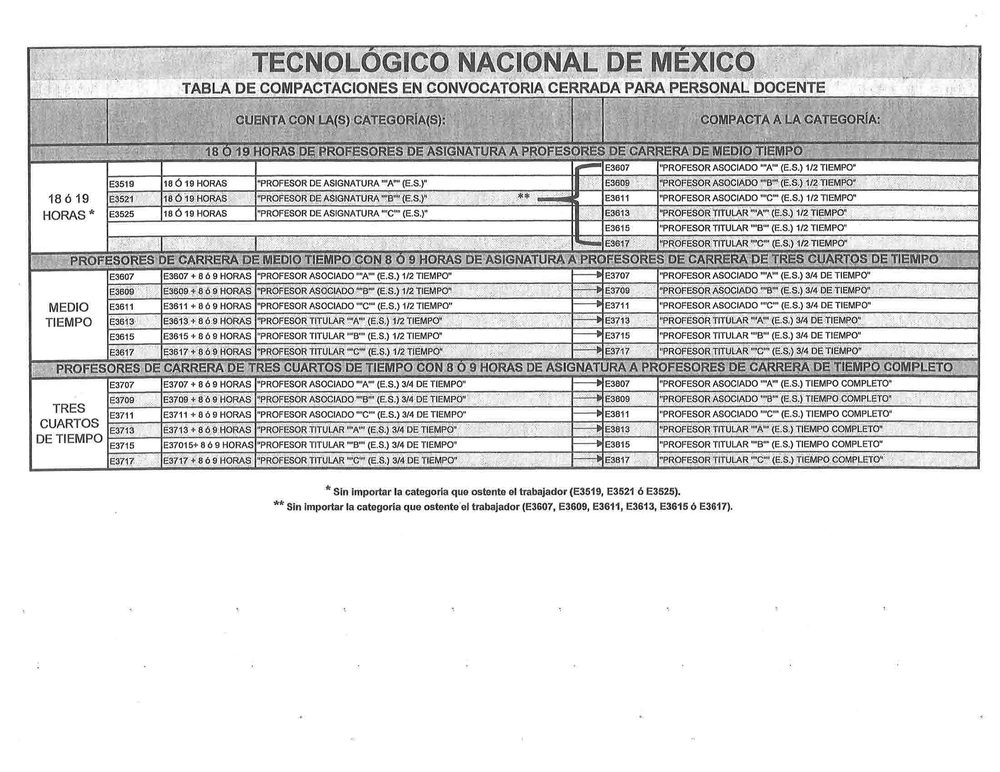 TECNOLÓGICO NACIONAL DE MÉXICO
TABLA DE COMPACTACIONES EN CONVOCATORIA CERRADA PARA PERSONAL DOCENTE
CUENTA CON LA(S) CATEGORÍA(S): COMPACTA A LA CATEGORÍA:
18 Ó 19 HORAS DE PROFESORES DE ASIGNATURA A PROFESORES DE CARRERA DE MEDIO TIEMPO
18 ó 19
HORAS *
E3607 "PROFESOR ASOCIADO ""A"" (E.S.) 1/2 TIEMPO"
E3519 18 Ó 19 HORAS "PROFESOR DE ASIGNATURA ""A"" (E.S.)" E3609 "PROFESOR ASOCIADO ""B"" (E.S.) 1/2 TIEMPO"
E3521 18 Ó 19 HORAS "PROFESOR DE ASIGNATURA ""B"" (E.S.)" ** E3611 "PROFESOR ASOCIADO ""C"" (E.S.) 1/2 TIEMPO"
E3525 18 Ó 19 HORAS "PROFESOR DE ASIGNATURA ""C"" (E.S.)" E3613 "PROFESOR TITULAR ""A"" (E.S.) 1/2 TIEMPO"
E3615 "PROFESOR TITULAR ""B"" (E.S.) 1/2 TIEMPO"
E3617 "PROFESOR TITULAR ""C"" (E.S.) 1/2 TIEMPO"
PROFESORES DE CARRERA DE MEDIO TIEMPO CON 8 Ó 9 HORAS DE ASIGNATURA A PROFESORES DE CARRERA DE TRES CUARTOS DE TIEMPO
MEDIO
TIEMPO
E3607 E3607 + 8 ó 9 HORAS "PROFESOR ASOCIADO ""A"" (E.S.) 1/2 TIEMPO" E3707 "PROFESOR ASOCIADO ""A"" (E.S.) 3/4 DE TIEMPO"
E3609 E3609 + 8 ó 9 HORAS "PROFESOR ASOCIADO ""B"" (E.S.) 1/2 TIEMPO" E3709 "PROFESOR ASOCIADO ""B"" (E.S.) 3/4 DE TIEMPO"
E3611 E3611 + 8 ó 9 HORAS "PROFESOR ASOCIADO ""C"" (E.S.) 1/2 TIEMPO" E3711 "PROFESOR ASOCIADO ""C"" (E.S.) 3/4 DE TIEMPO"
E3613 E3613 + 8 ó 9 HORAS "PROFESOR TITULAR ""A"" (E.S.) 1/2 TIEMPO" E3713 "PROFESOR TITULAR ""A"" (E.S.) 3/4 DE TIEMPO"
E3615 E3615 + 8 ó 9 HORAS "PROFESOR TITULAR ""B"" (E.S.) 1/2 TIEMPO" E3715 "PROFESOR TITULAR ""B"" (E.S.) 3/4 DE TIEMPO"
E3617 E3617 + 8 ó 9 HORAS "PROFESOR TITULAR ""C"" (E.S.) 1/2 TIEMPO" E3717 "PROFESOR TITULAR ""C"" (E.S.) 3/4 DE TIEMPO"
PROFESORES DE CARRERA DE TRES CUARTOS DE TIEMPO CON 8 Ó 9 HORAS DE ASIGNATURA A PROFESORES DE CARRERA DE TIEMPO COMPLETO
TRES
CUARTOS
DE TIEMPO
E3707 E3707 + 8 ó 9 HORAS "PROFESOR ASOCIADO ""A"" (E.S.) 3/4 DE TIEMPO" E3807 "PROFESOR ASOCIADO ""A"" (E.S.) TIEMPO COMPLETO"
E3709 E3709 + 8 ó 9 HORAS "PROFESOR ASOCIADO ""B"" (E.S.) 3/4 DE TIEMPO" E3809 "PROFESOR ASOCIADO ""B"" (E.S.) TIEMPO COMPLETO"
E3711 E3711 + 8 ó 9 HORAS "PROFESOR ASOCIADO ""C"" (E.S.) 3/4 DE TIEMPO" E3811 "PROFESOR ASOCIADO ""C"" (E.S.) TIEMPO COMPLETO"
E3713 E3713 + 8 ó 9 HORAS "PROFESOR TITULAR ""A"" (E.S.) 3/4 DE TIEMPO" E3813 "PROFESOR TITULAR ""A"" (E.S.) TIEMPO COMPLETO"
E3715 E37015+ 8 ó 9 HORAS "PROFESOR TITULAR ""B"" (E.S.) 3/4 DE TIEMPO" E3815 "PROFESOR TITULAR ""B"" (E.S.) TIEMPO COMPLETO"
E3717 E3717 + 8 ó 9 HORAS "PROFESOR TITULAR ""C"" (E.S.) 3/4 DE TIEMPO" E3817 "PROFESOR TITULAR ""C"" (E.S.) TIEMPO COMPLETO"
* Sin importar la categoría que ostente el trabajador (E3519, E3521 ó E3525).
** Sin importar la categoría que ostente el trabajador (E3607, E3609, E3611, E3613, E3615 ó E3617).